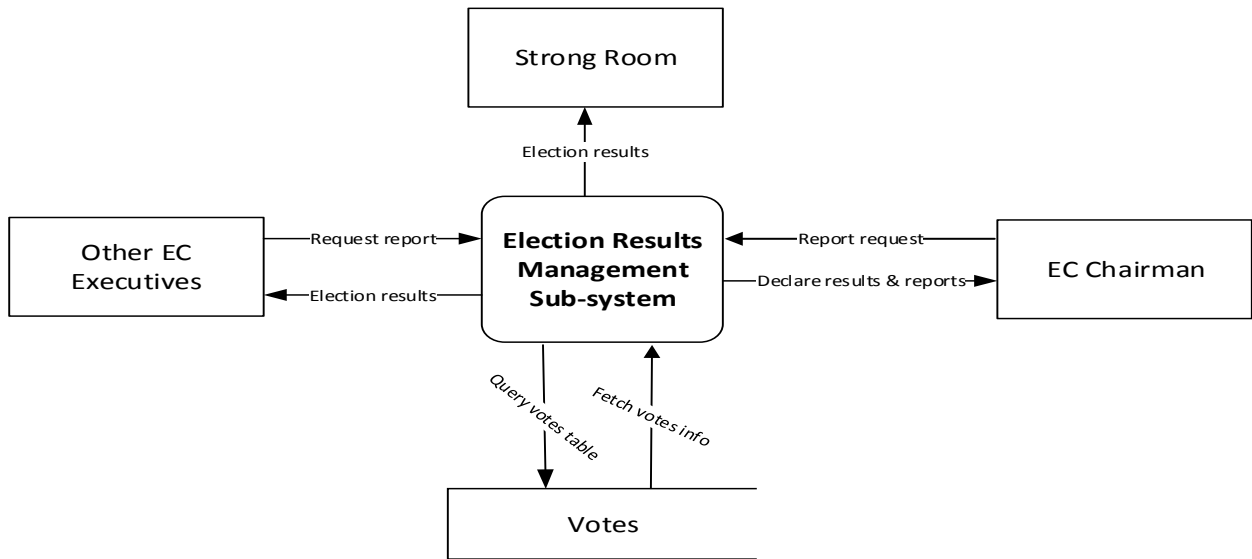 Strong Room
Election results
Other EC
Executives
Request report
Election results
Election Results
Management
Sub-system
Report request
Declare results & reports
EC Chairman
Query votes table
Fetch votes info
Votes